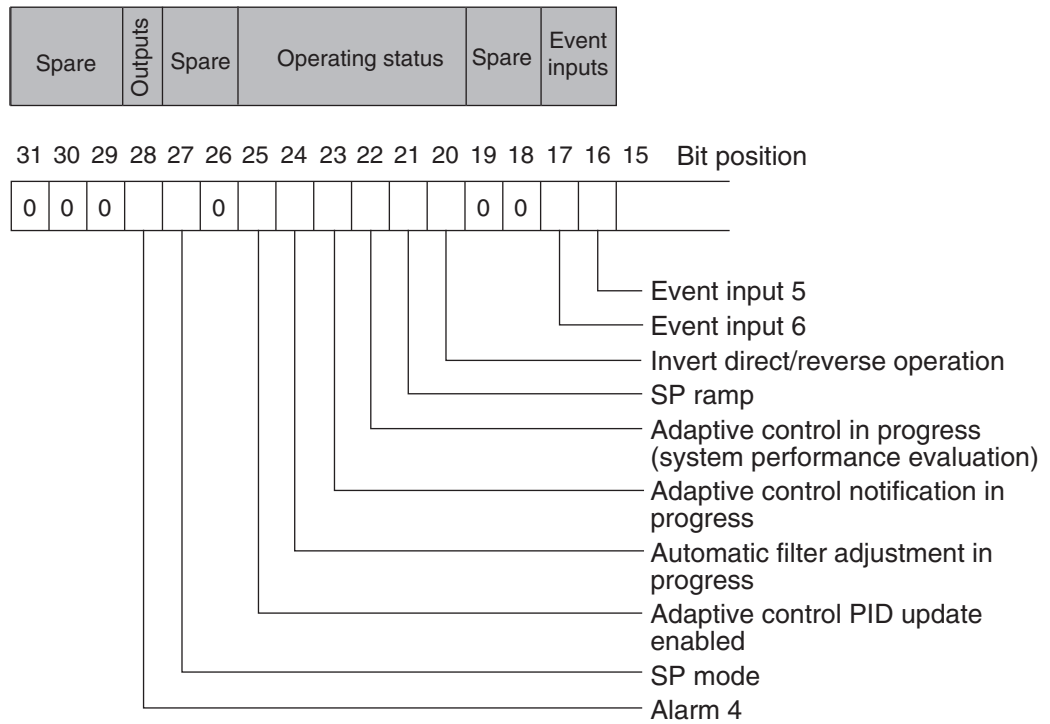 Spare Outputs Spare Operating status Spare Event inputs
31 30 29 28 27 26 25 24 23 22 21 20 19 18 17 16 15 Bit position
0 0 0 0 0 0
Event input 5
Event input 6
Invert direct/reverse operation
SP ramp
Adaptive control in progress
(system performance evaluation)
Adaptive control notification in
progress
Automatic filter adjustment in
progress
Adaptive control PID update
enabled
SP mode
Alarm 4